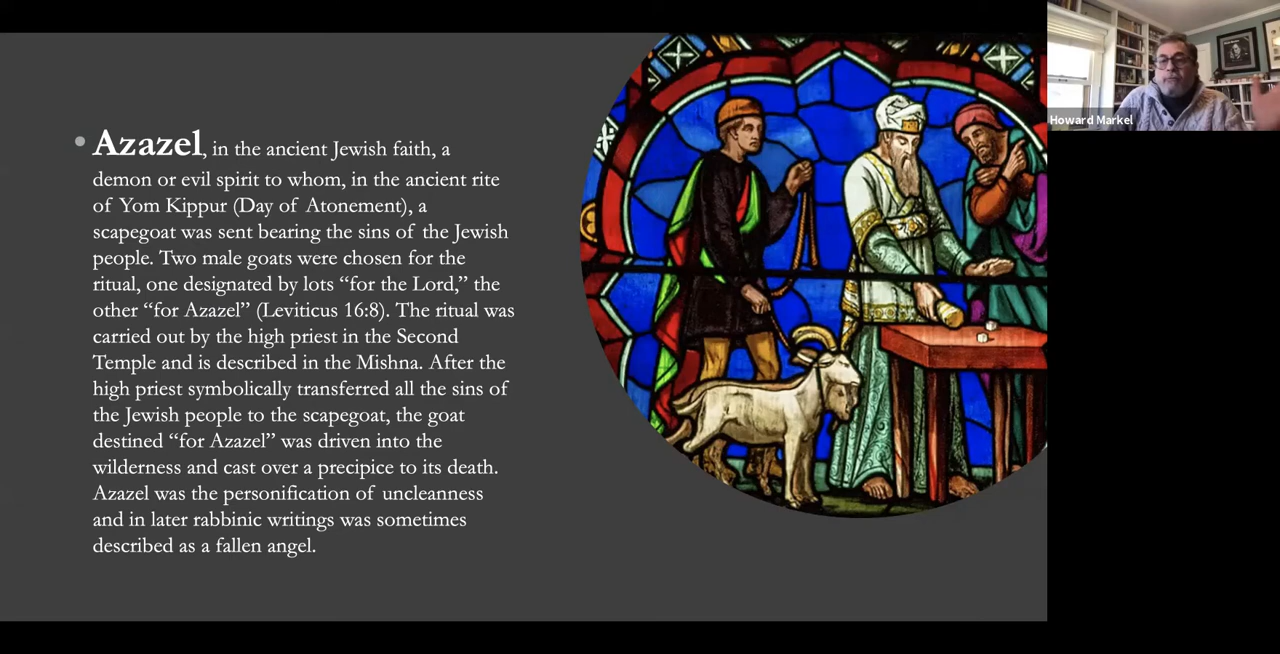 Azazel, in the ancient Jewish faith, a
demon or evil spirit to whom, in the ancient rite
of Yom Kippur (Day of Atonement), a
scapegoat was sent bearing the sins of the Jewish
people. Two male goats were chosen for the
ritual, one designated by lots “for the Lord,” the
other “for Azazel” (Leviticus 16:8). The ritual was
carried out by the high priest in the Second
Temple and is described in the Mishna. After the
high priest symbolically transferred all the sins of
the Jewish people to the scapegoat, the goat
destined “for Azazel” was driven into the
wilderness and cast over a precipice to its death.
Azazel was the personification of uncleanness
and in later rabbinic writings was sometimes
described as a fallen angel.
Howard Markel